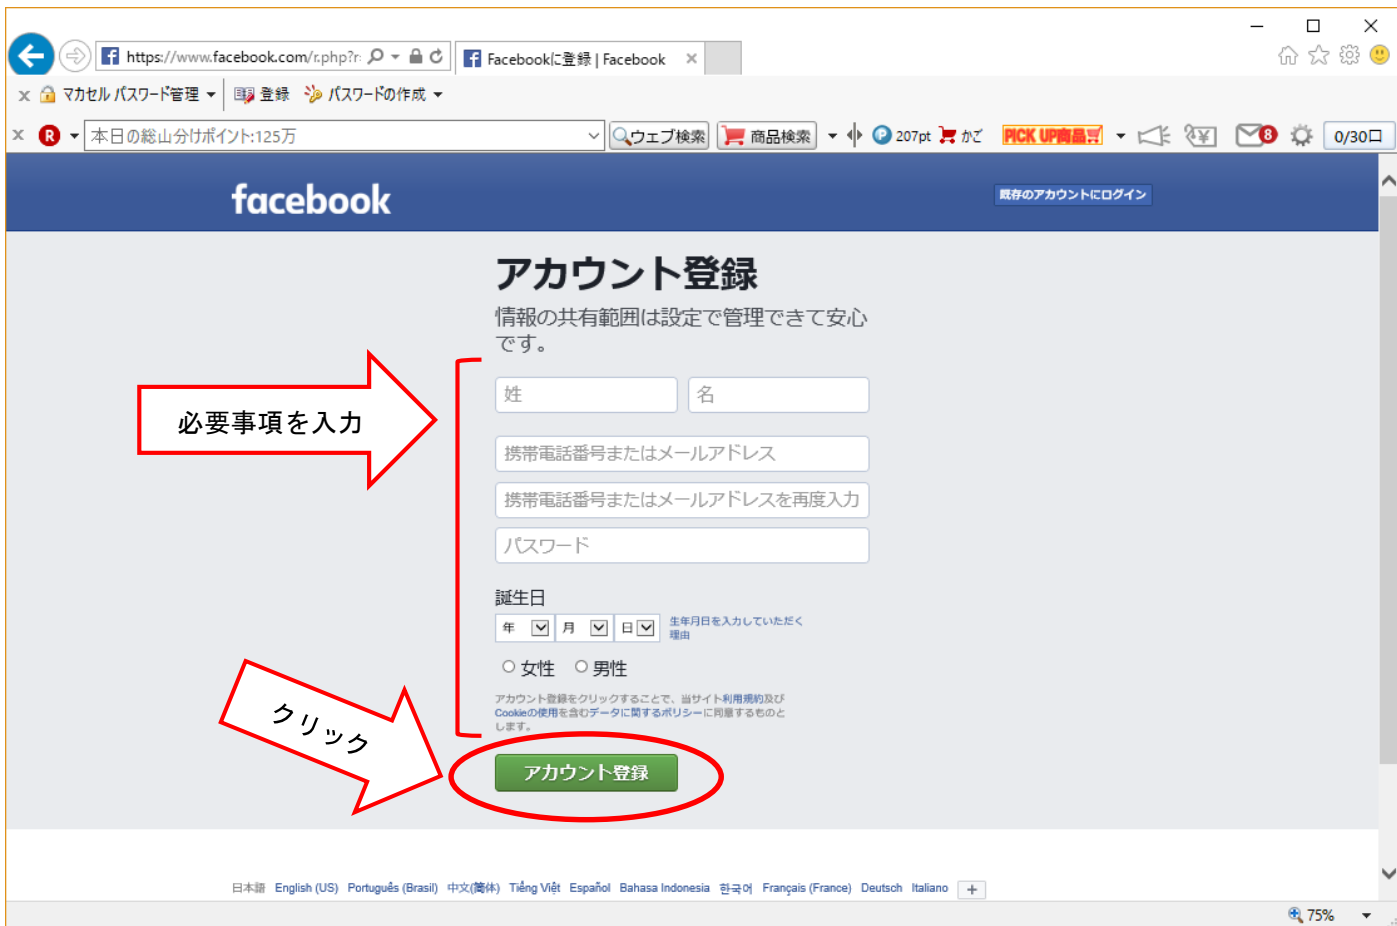 https://www.facebook.com/r.php?r
Facebookに登録 | Facebook
マカセル パスワード管理
登録
パスワードの作成
R
本日の総山分けポイント:125万
ウェブ検索
商品検索
P 207pt かご
PICK UP商品
8
0/30口
facebook
既存のアカウントにログイン
アカウント登録
情報の共有範囲は設定で管理できて安心
です。
必要事項を入力
姓 名
携帯電話番号またはメールアドレス
携帯電話番号またはメールアドレスを再度入力
パスワード
誕生日
年 月 日
生年月日を入力していただく
理由
女性 男性
アカウント登録をクリックすることで、当サイト利用規約及び
Cookieの使用を含むデータに関するポリシーに同意するものと
します。
クリック
アカウント登録
日本語 English (US) Português (Brasil) 中文(简体) Tiếng Việt Español Bahasa Indonesia 한국어 Français (France) Deutsch Italiano +
75%